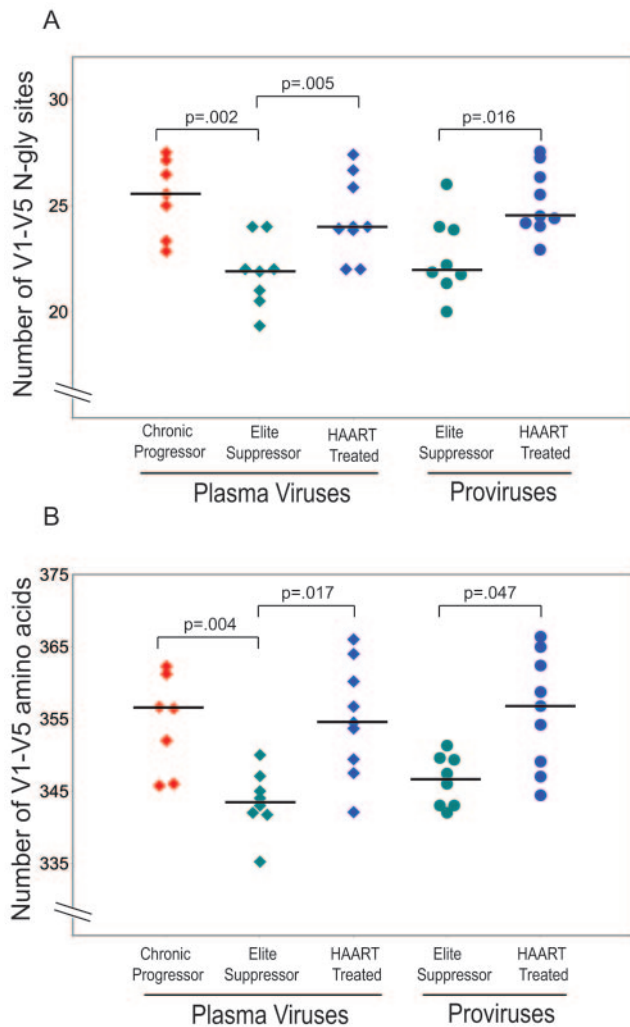 A
Number of V1-V5 N-gly sites
30
25
20
p=.002
p=.005
p=.016
Chronic Progressor
Elite Suppressor
HAART Treated
Elite Suppressor
HAART Treated
Plasma Viruses
Proviruses
B
Number of V1-V5 amino acids
375
365
355
345
335
p=.004
p=.017
p=.047
Chronic Progressor
Elite Suppressor
HAART Treated
Elite Suppressor
HAART Treated
Plasma Viruses
Proviruses